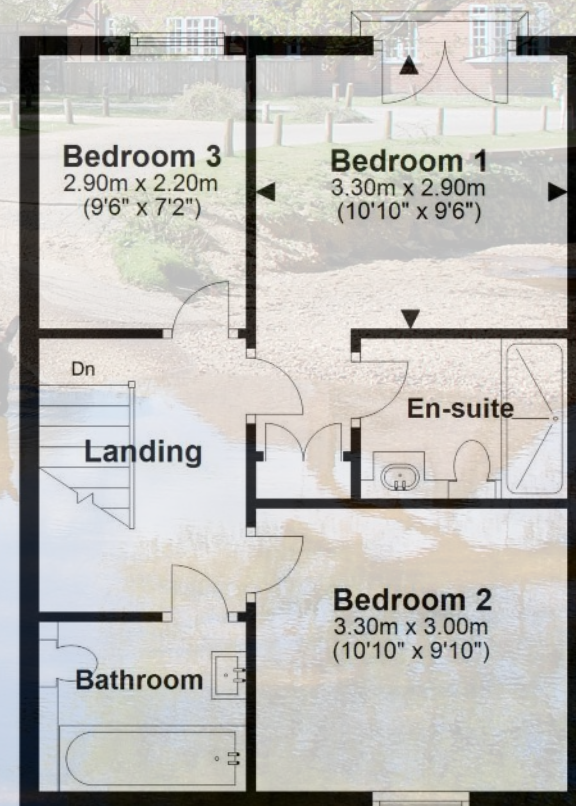 Bedroom 3
2.90m x 2.20m
(9'6" x 7'2")
Bedroom 1
3.30m x 2.90m
(10'10" x 9'6")
Dn
En-suite
Landing
Bedroom 2
3.30m x 3.00m
(10'10" x 9'10")
Bathroom